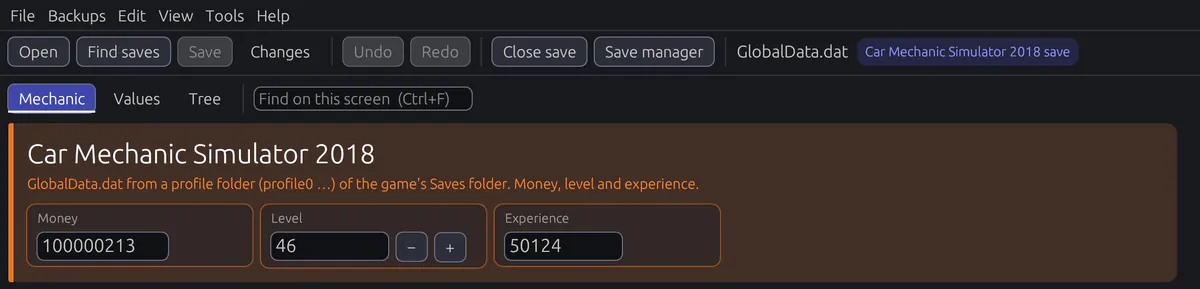 File Backups Edit View Tools Help
Open Find saves Save Changes Undo Redo Close save Save manager GlobalData.dat Car Mechanic Simulator 2018 save
Mechanic Values Tree Find on this screen (Ctrl+F)
Car Mechanic Simulator 2018
GlobalData.dat from a profile folder (profile0 …) of the game's Saves folder. Money, level and experience.
Money Level Experience
100000213 46 − + 50124